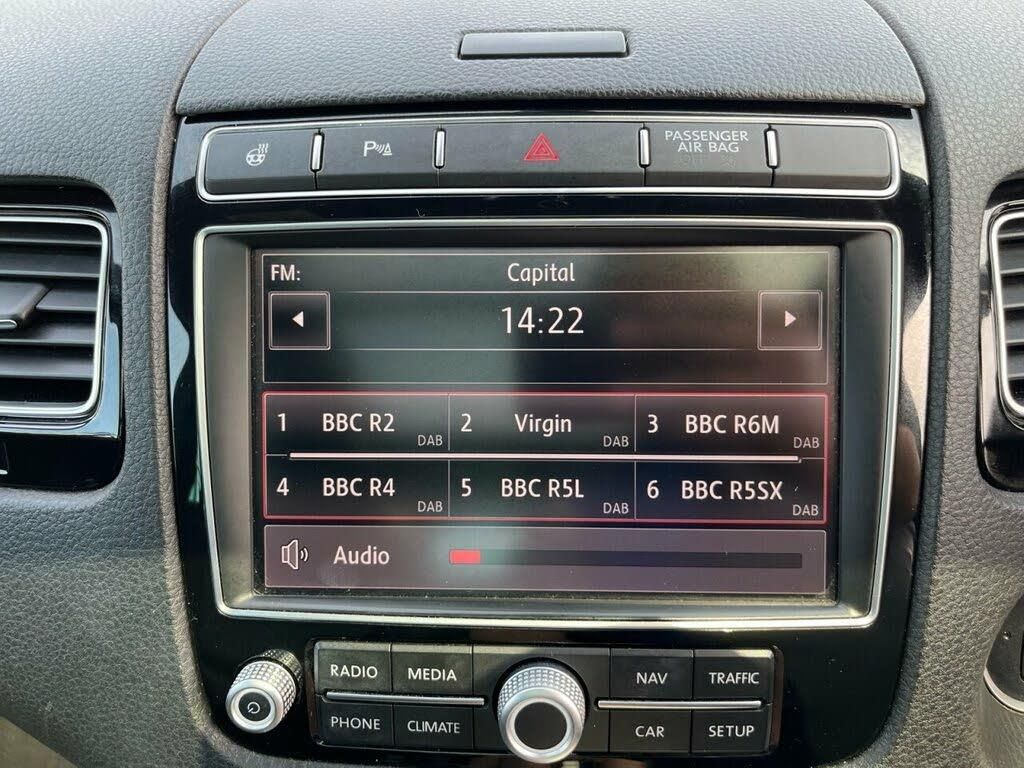 P
PASSENGER
AIR BAG
FM: Capital
14:22
1 BBC R2 DAB 2 Virgin DAB 3 BBC R6M DAB
4 BBC R4 DAB 5 BBC R5L DAB 6 BBC R5SX DAB
Audio
RADIO MEDIA NAV TRAFFIC
PHONE CLIMATE CAR SETUP